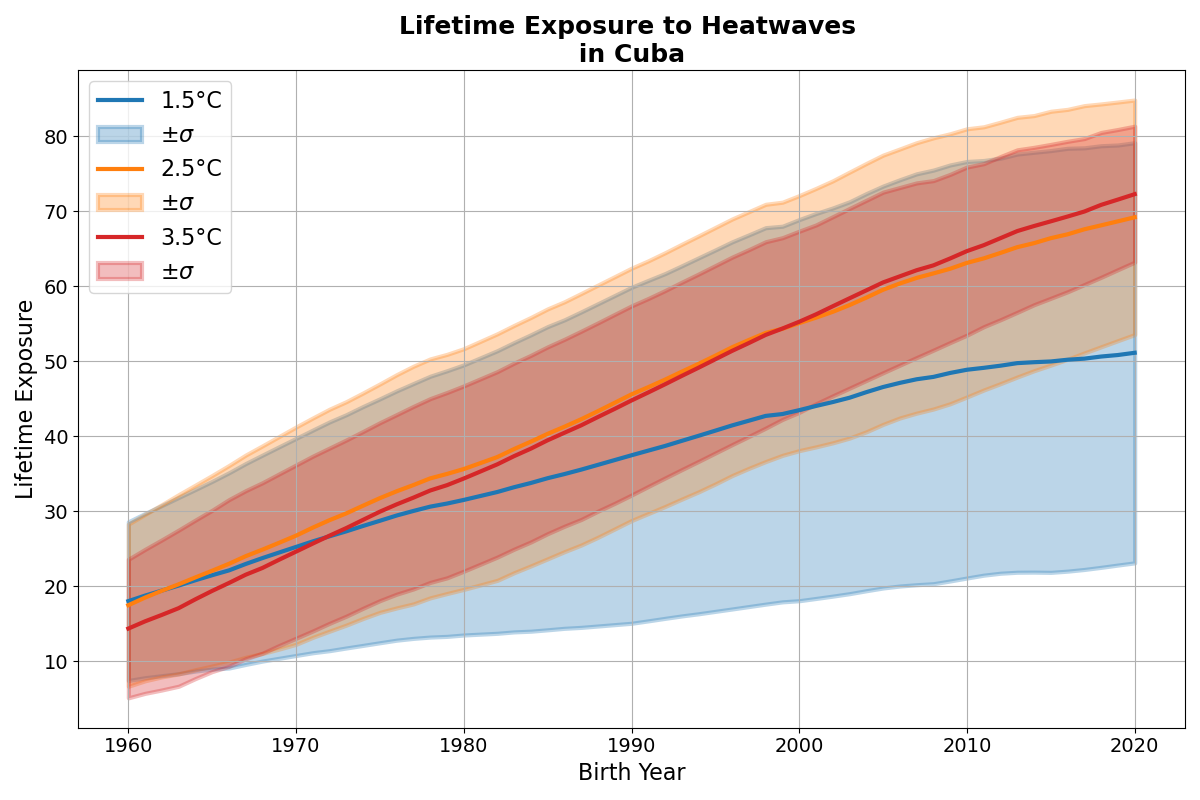 Lifetime Exposure to Heatwaves
in Cuba
1.5°C
±σ
2.5°C
±σ
3.5°C
±σ
Lifetime Exposure
80
70
60
50
40
30
20
10
1960 1970 1980 1990 2000 2010 2020
Birth Year